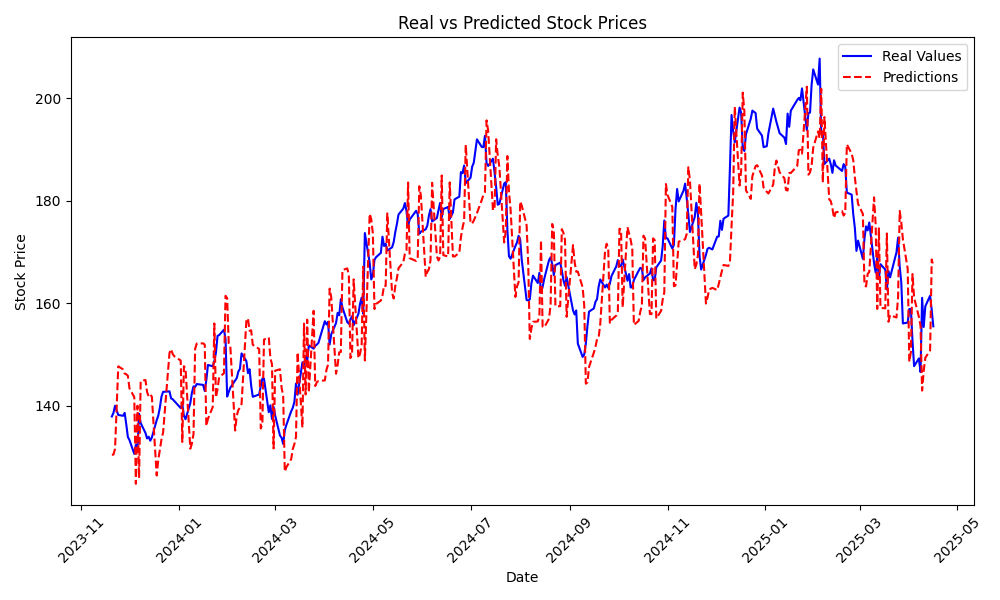 Real vs Predicted Stock Prices
Real Values
Predictions
Stock Price
200
180
160
140
2023-11
2024-01
2024-03
2024-05
2024-07
2024-09
2024-11
2025-01
2025-03
2025-05
Date